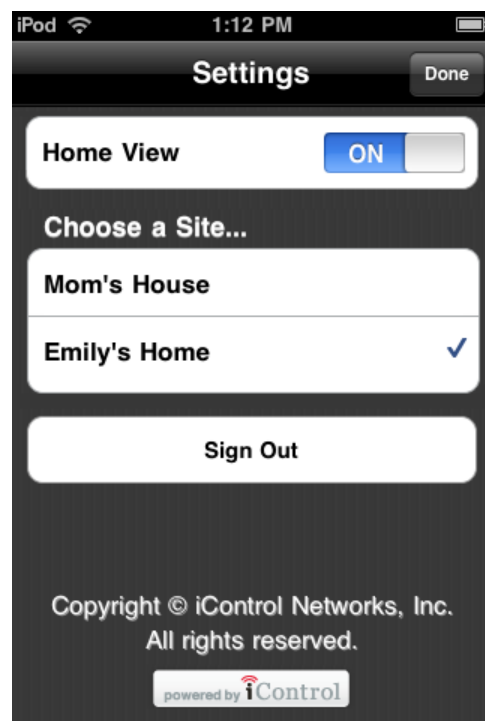 iPod 1:12 PM
Settings Done
Home View ON
Choose a Site...
Mom's House
Emily's Home
Sign Out
Copyright © iControl Networks, Inc.
All rights reserved.
powered by iControl